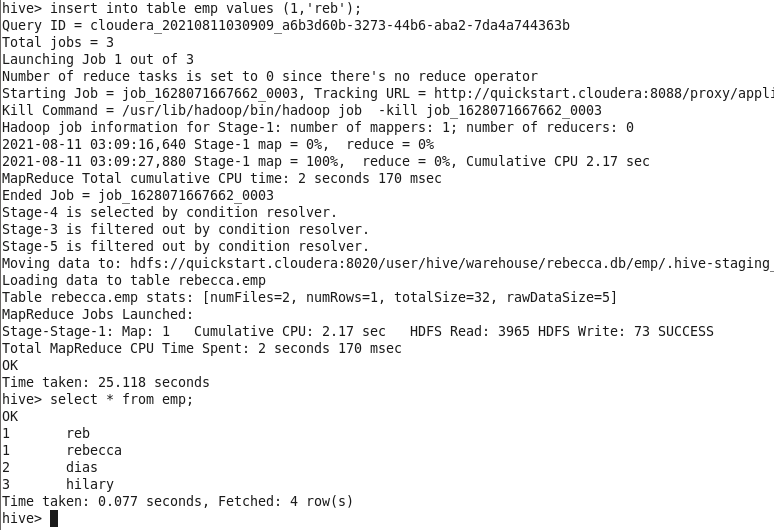 hive> insert into table emp values (1,'reb');
Query ID = cloudera_20210811030909_a6b3d60b-3273-44b6-aba2-7da4a744363b
Total jobs = 3
Launching Job 1 out of 3
Number of reduce tasks is set to 0 since there's no reduce operator
Starting Job = job_1628071667662_0003, Tracking URL = http://quickstart.cloudera:8088/proxy/appli
Kill Command = /usr/lib/hadoop/bin/hadoop job  -kill job_1628071667662_0003
Hadoop job information for Stage-1: number of mappers: 1; number of reducers: 0
2021-08-11 03:09:16,640 Stage-1 map = 0%,  reduce = 0%
2021-08-11 03:09:27,880 Stage-1 map = 100%,  reduce = 0%, Cumulative CPU 2.17 sec
MapReduce Total cumulative CPU time: 2 seconds 170 msec
Ended Job = job_1628071667662_0003
Stage-4 is selected by condition resolver.
Stage-3 is filtered out by condition resolver.
Stage-5 is filtered out by condition resolver.
Moving data to: hdfs://quickstart.cloudera:8020/user/hive/warehouse/rebecca.db/emp/.hive-staging_
Loading data to table rebecca.emp
Table rebecca.emp stats: [numFiles=2, numRows=1, totalSize=32, rawDataSize=5]
MapReduce Jobs Launched:
Stage-Stage-1: Map: 1   Cumulative CPU: 2.17 sec   HDFS Read: 3965 HDFS Write: 73 SUCCESS
Total MapReduce CPU Time Spent: 2 seconds 170 msec
OK
Time taken: 25.118 seconds
hive> select * from emp;
OK
1       reb
1       rebecca
2       dias
3       hilary
Time taken: 0.077 seconds, Fetched: 4 row(s)
hive>